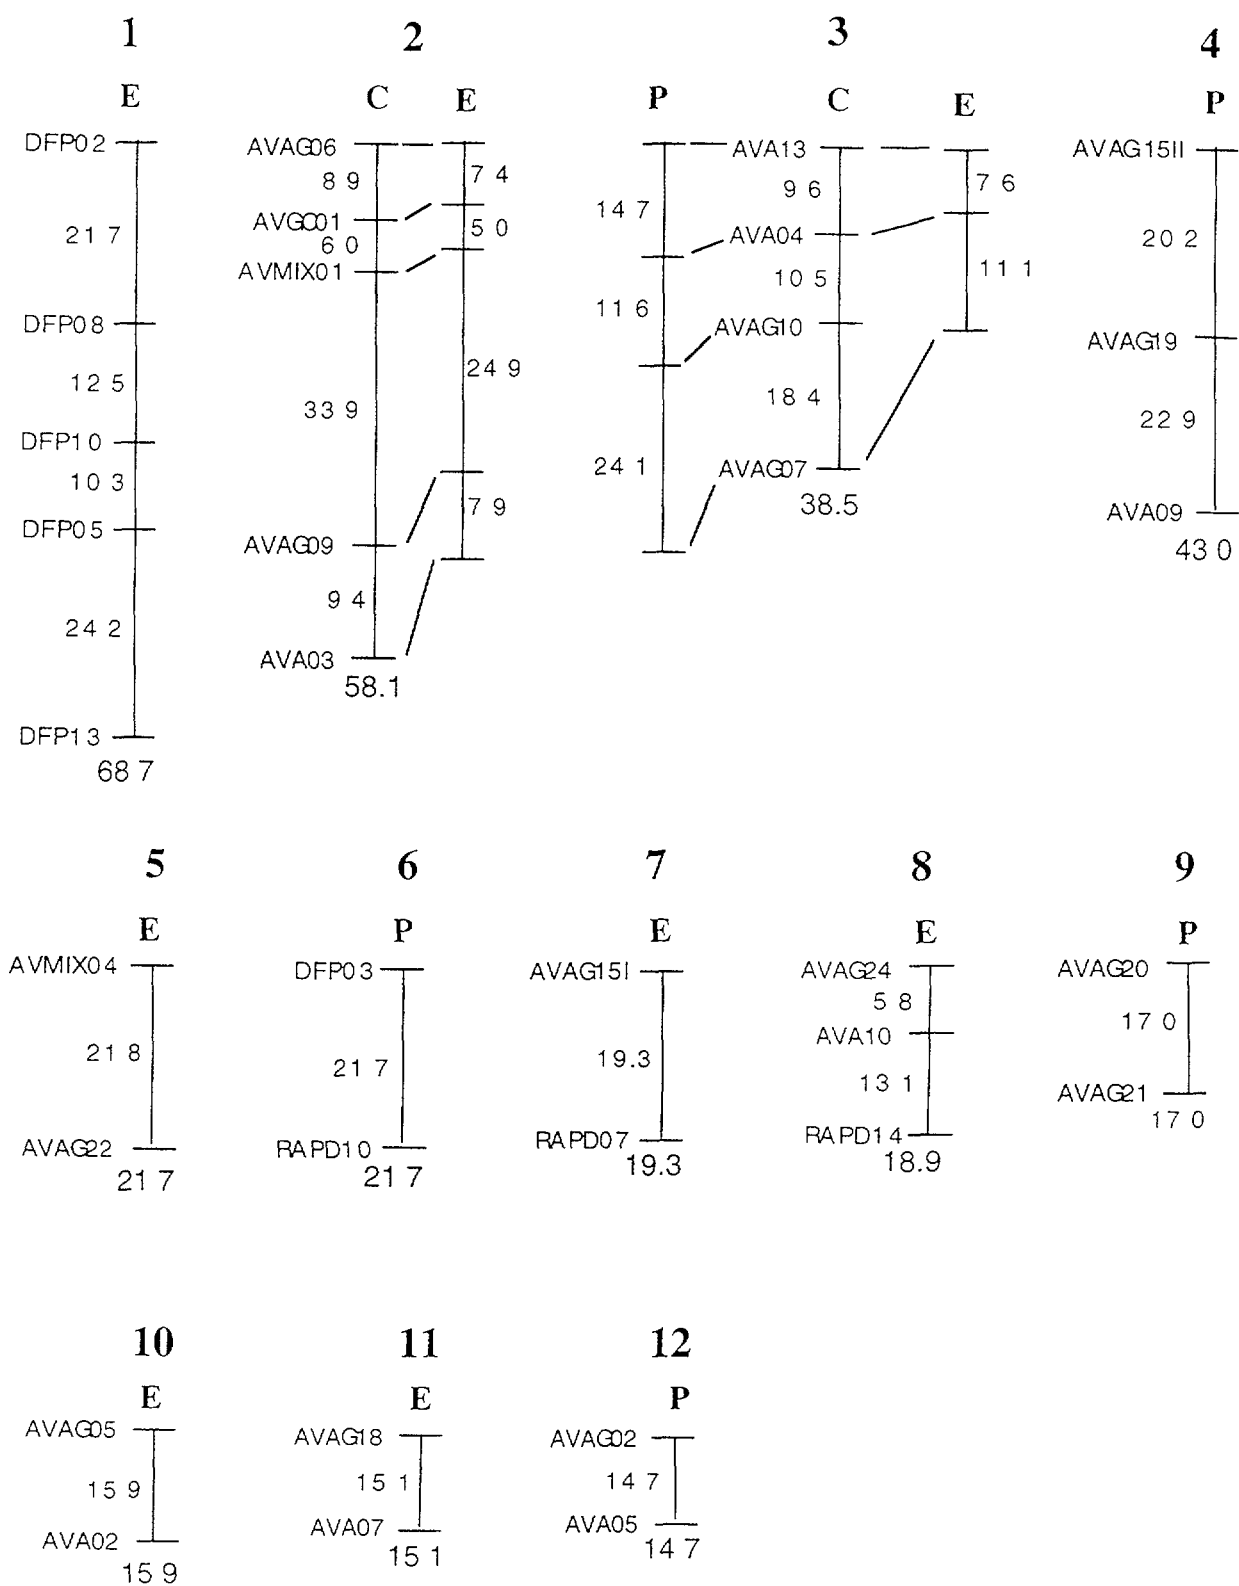 1 2 3 4
E C E P C E P
DFP02 AVAG06 AVA13 AVAG15II
8 9 7 4 9 6 7 6
21 7 14 7 20 2
AVGC01 5 0 AVA04
6 0
AVMIX01 10 5 11 1
11 6
DFP08 AVAG10 AVAG19
12 5 24 9
33 9 18 4 22 9
DFP10
10 3 24 1 AVAG07
7 9 38.5
DFP05 AVA09
AVAG09 43 0
9 4
24 2
AVA03
58.1
DFP13
68 7
5 6 7 8 9
E P E E P
AVMIX04 DFP03 AVAG15I AVAG24 AVAG20
5 8
21 8 21 7 19.3 AVA10 17 0
13 1
AVAG22 RAPD10 RAPD07 RAPD14 AVAG21
21 7 21 7 19.3 18.9 17 0
10 11 12
E E P
AVAG05 AVAG18 AVAG02
15 9 15 1 14 7
AVA02 AVA07 AVA05
15 9 15 1 14 7